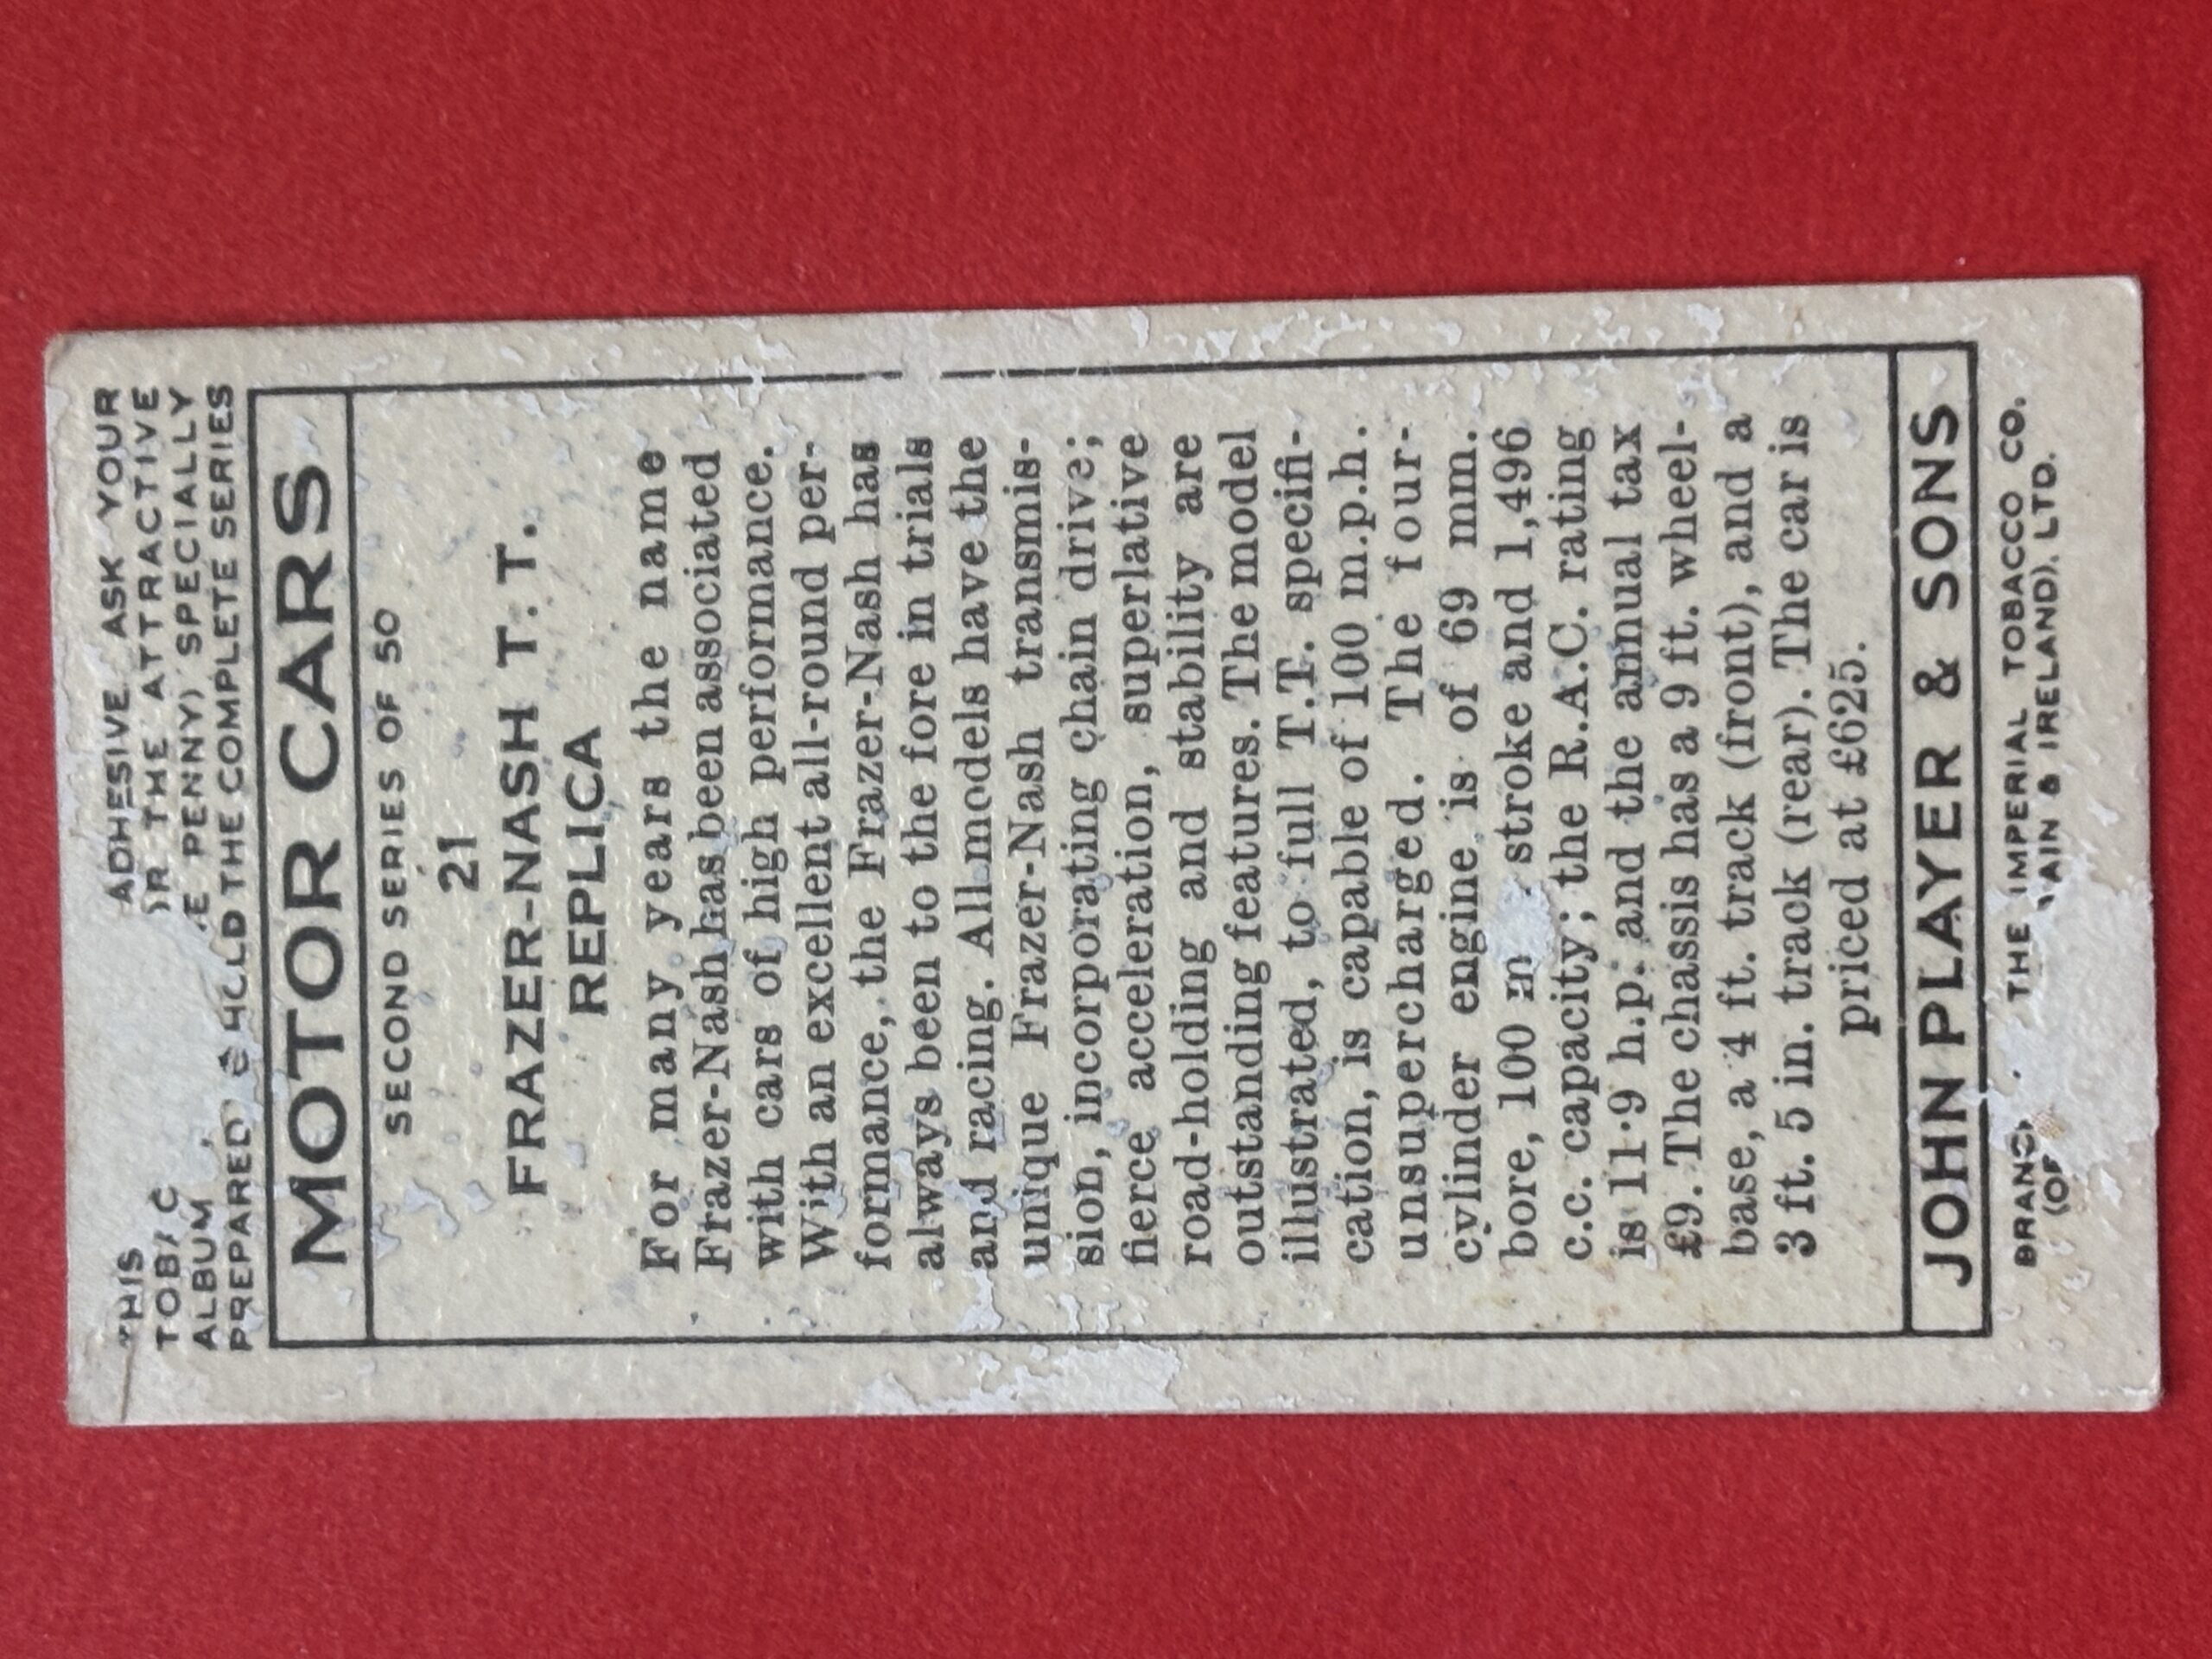 THIS ADHESIVE ASK YOUR
THE ATTRACTIVE
ALBUM PENNY) SPECIALLY
PREPARED HOLD THE COMPLETE SERIES
MOTOR CARS
SECOND SERIES OF 50
21
FRAZER-NASH T.T.
REPLICA
For many years the name
Frazer-Nash has been associated
with cars of high performance.
With an excellent all-round per-
formance, the Frazer-Nash has
always been to the fore in trials
and racing. All models have the
unique Frazer-Nash transmis-
sion, incorporating chain drive;
fierce acceleration, superlative
road-holding and stability are
outstanding features. The model
illustrated, to full T.T. specifi-
cation, is capable of 100 m.p.h.
unsupercharged. The four-
cylinder engine is of 69 mm.
bore, 100 stroke and 1,496
c.c. capacity; the R.A.C. rating
is 11·9 h.p. and the annual tax
£9. The chassis has a 9 ft. wheel-
base, a 4 ft. track (front), and a
3 ft. 5 in. track (rear). The car is
priced at £625.
JOHN PLAYER & SONS
THE IMPERIAL TOBACCO CO.
(OF & IRELAND), LTD.